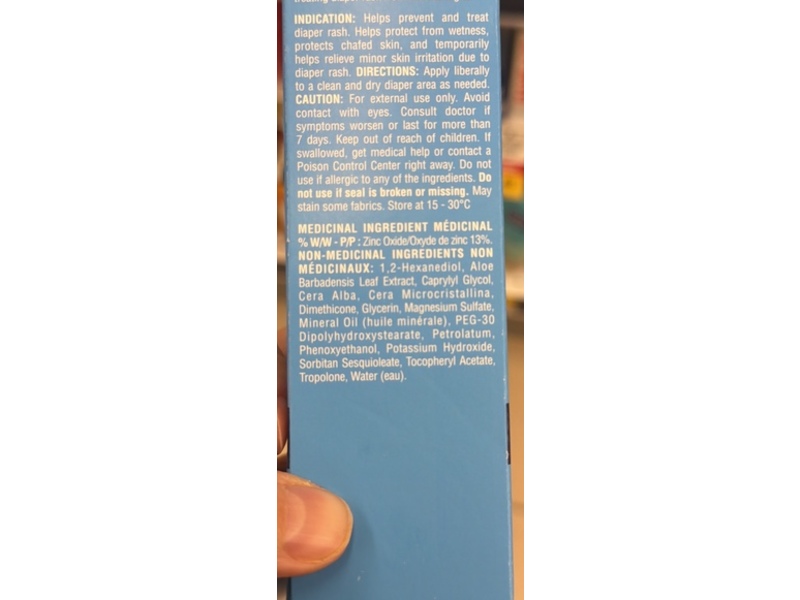 INDICATION: Helps prevent and treat
diaper rash. Helps protect from wetness,
protects chafed skin, and temporarily
helps relieve minor skin irritation due to
diaper rash. DIRECTIONS: Apply liberally
to a clean and dry diaper area as needed.
CAUTION: For external use only. Avoid
contact with eyes. Consult doctor if
symptoms worsen or last for more than
7 days. Keep out of reach of children. If
swallowed, get medical help or contact a
Poison Control Center right away. Do not
use if allergic to any of the ingredients. Do
not use if seal is broken or missing. May
stain some fabrics. Store at 15 - 30°C
MEDICINAL INGREDIENT MÉDICINAL
% W/W - P/P : Zinc Oxide/Oxyde de zinc 13%.
NON-MEDICINAL INGREDIENTS NON
MÉDICINAUX: 1,2-Hexanediol, Aloe
Barbadensis Leaf Extract, Caprylyl Glycol,
Cera Alba, Cera Microcristallina,
Dimethicone, Glycerin, Magnesium Sulfate,
Mineral Oil (huile minérale), PEG-30
Dipolyhydroxystearate, Petrolatum,
Phenoxyethanol, Potassium Hydroxide,
Sorbitan Sesquioleate, Tocopheryl Acetate,
Tropolone, Water (eau).